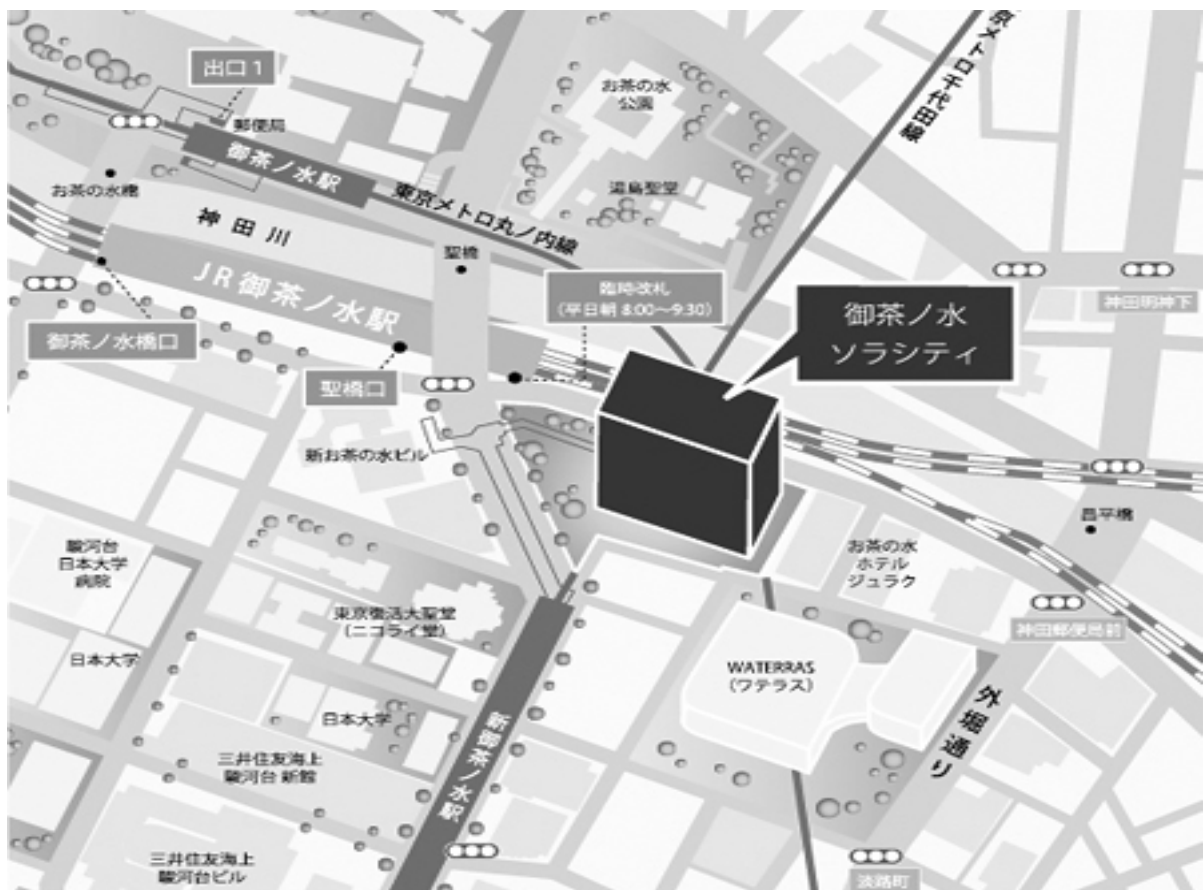 出口1
郵便局
御茶ノ水駅
お茶の水橋
神田川
東京メトロ丸ノ内線
お茶の水
公園
湯島聖堂
京メトロ千代田線
聖橋
JR御茶ノ水駅
臨時改札
(平日朝 8:00〜9:30)
御茶ノ水
ソラシティ
神田明神下
御茶ノ水橋口
聖橋口
新お茶の水ビル
昌平橋
駿河台
日本大学
病院
お茶の水
ホテル
ジュラク
東京復活大聖堂
(ニコライ堂)
神田郵便局前
日本大学
WATERRAS
(ワテラス)
日本大学
外堀通り
新御茶ノ水駅
三井住友海上
駿河台 新館
三井住友海上
駿河台ビル
淡路町